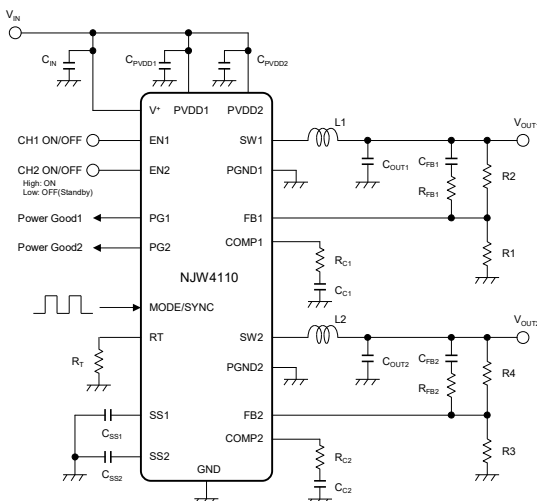 VIN
CIN
CPVDD1
CPVDD2
V+ PVDD1 PVDD2
L1
VOUT1
CH1 ON/OFF
EN1
SW1
CH2 ON/OFF
High: ON
Low: OFF(Standby)
EN2
PGND1
COUT1
CFB1
RFB1
R2
Power Good1
PG1
FB1
Power Good2
PG2
COMP1
R1
RC1
CC1
NJW4110
MODE/SYNC
L2
VOUT2
RT
SW2
RT
PGND2
COUT2
CFB2
RFB2
R4
SS1
FB2
CSS1
COMP2
SS2
CSS2
GND
RC2
CC2
R3